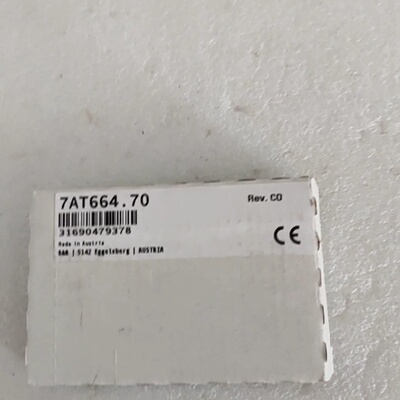 7AT664.70 Rev.C0
31690479378
Made in Austria
B&R | 5142 Eggelsberg | AUSTRIA
CE